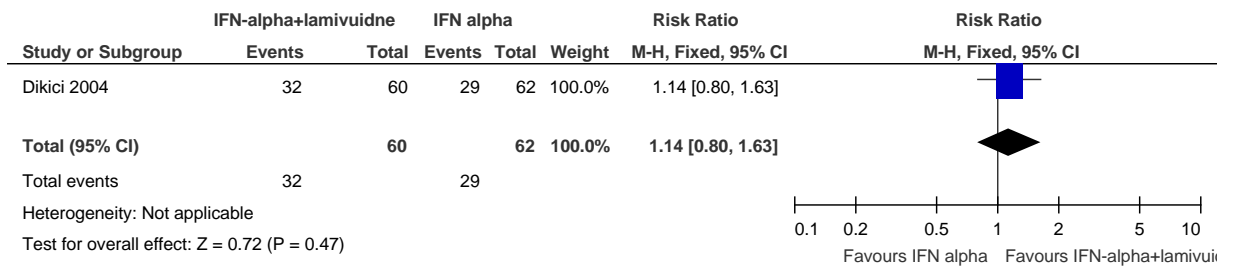 IFN-alpha+lamivuidne IFN alpha Risk Ratio Risk Ratio
Study or Subgroup Events Total Events Total Weight M-H, Fixed, 95% CI M-H, Fixed, 95% CI
Dikici 2004 32 60 29 62 100.0% 1.14 [0.80, 1.63]
Total (95% CI) 60 62 100.0% 1.14 [0.80, 1.63]
Total events 32 29
Heterogeneity: Not applicable
Test for overall effect: Z = 0.72 (P = 0.47)
0.1 0.2 0.5 1 2 5 10
Favours IFN alpha Favours IFN-alpha+lamivui